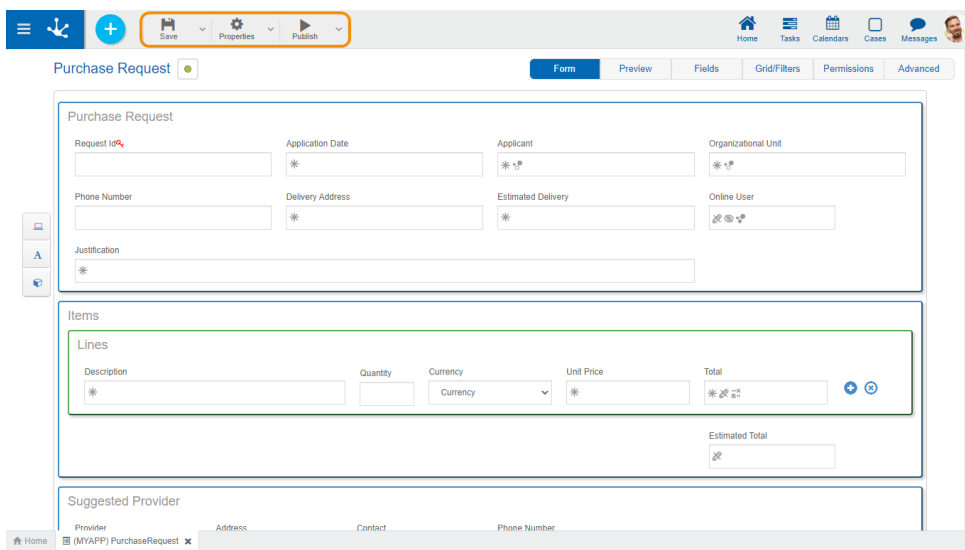 Save Properties Publish Home Tasks Calendars Cases Messages
Purchase Request Form Preview Fields Grid/Filters Permissions Advanced
Purchase Request
Request Id Application Date Applicant Organizational Unit
Phone Number Delivery Address Estimated Delivery Online User
A
Justification
Items
Lines
Description Quantity Currency Unit Price Total
Currency
Estimated Total
Suggested Provider
Provider Address Contact Phone Number
Home (MYAPP) PurchaseRequest